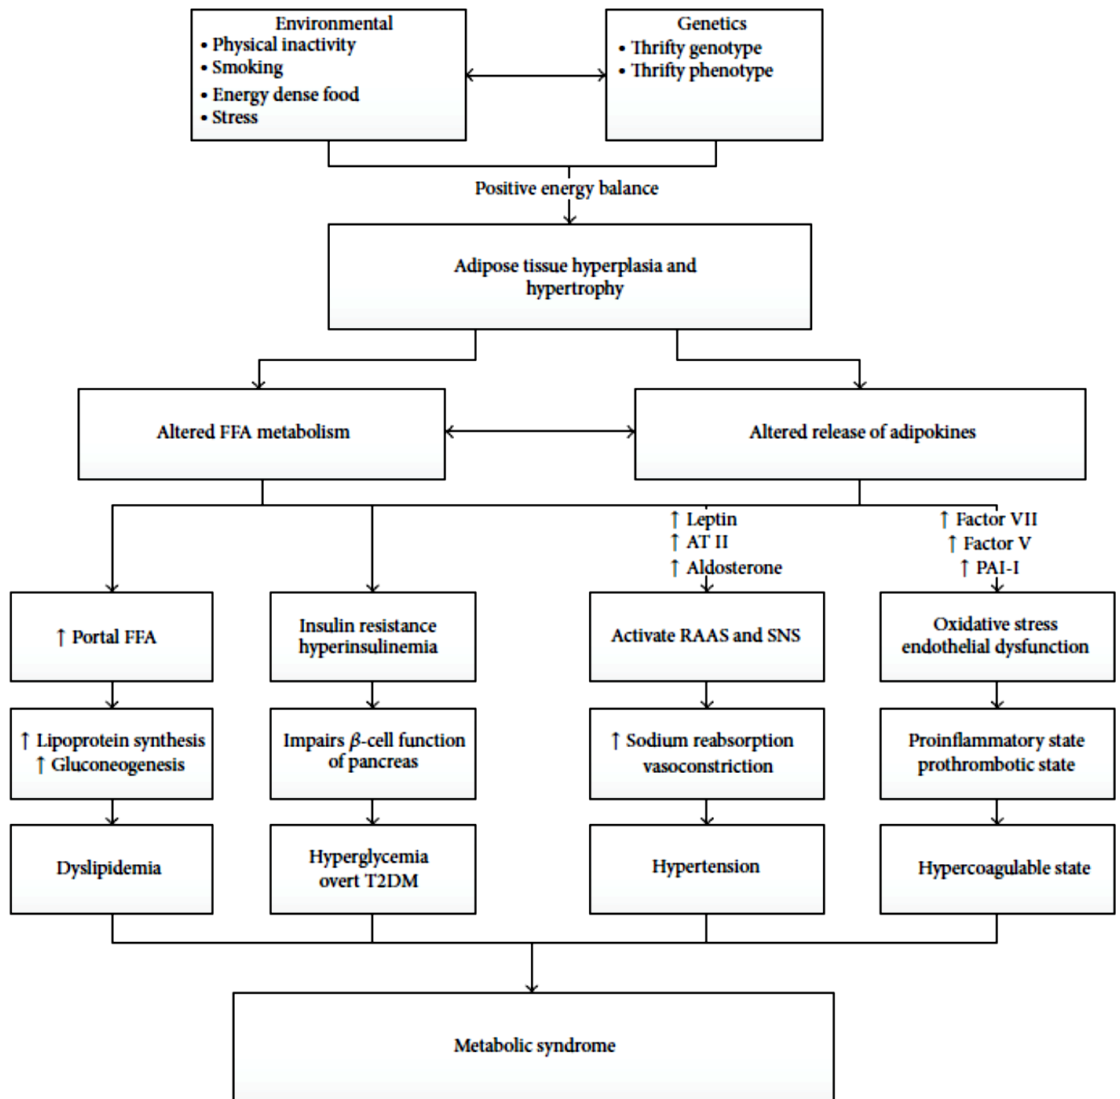 Environmental
• Physical inactivity
• Smoking
• Energy dense food
• Stress
Genetics
• Thrifty genotype
• Thrifty phenotype
Positive energy balance
Adipose tissue hyperplasia and
hypertrophy
Altered FFA metabolism
Altered release of adipokines
↑ Leptin
↑ AT II
↑ Aldosterone
↑ Factor VII
↑ Factor V
↑ PAI-I
↑ Portal FFA
Insulin resistance
hyperinsulinemia
Activate RAAS and SNS
Oxidative stress
endothelial dysfunction
↑ Lipoprotein synthesis
↑ Gluconeogenesis
Impairs β-cell function
of pancreas
↑ Sodium reabsorption
vasoconstriction
Proinflammatory state
prothrombotic state
Dyslipidemia
Hyperglycemia
overt T2DM
Hypertension
Hypercoagulable state
Metabolic syndrome